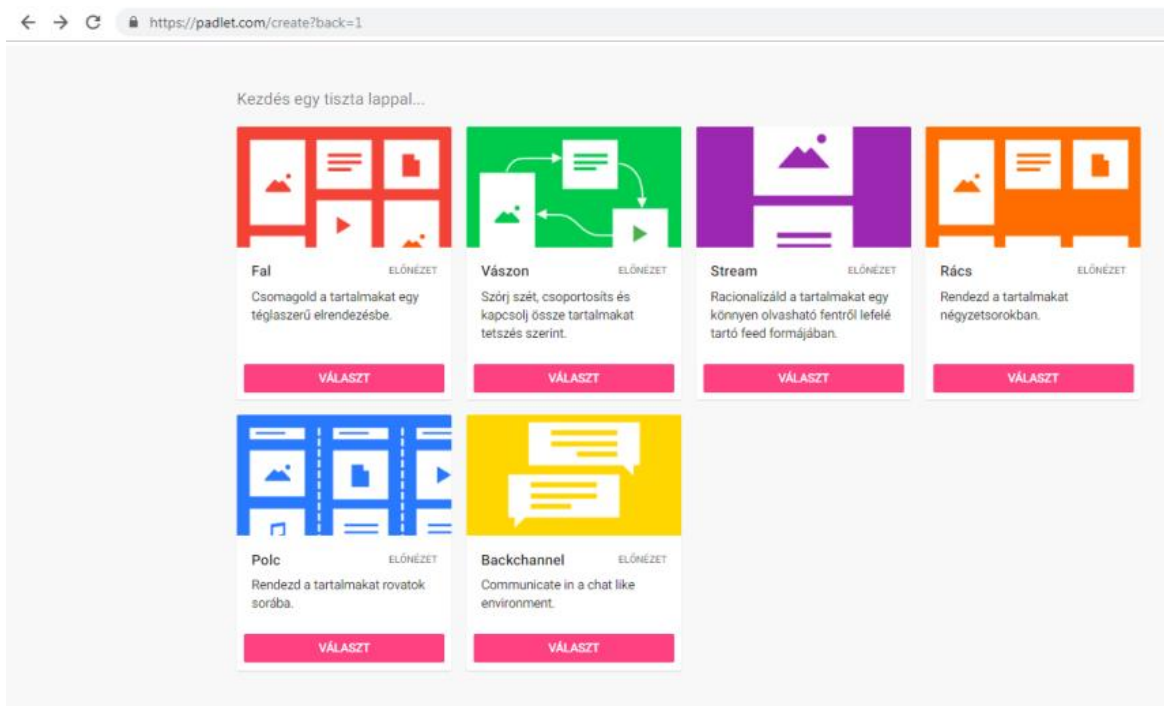 https://padlet.com/create?back=1
Kezdés egy tiszta lappal...
Fal ELŐNÉZET
Csomagold a tartalmakat egy
téglaszerű elrendezésbe.
VÁLASZT
Vászon ELŐNÉZET
Szórj szét, csoportosíts és
kapcsolj össze tartalmakat
tetszés szerint.
VÁLASZT
Stream ELŐNÉZET
Racionalizáld a tartalmakat egy
könnyen olvasható fentről lefelé
tartó feed formájában.
VÁLASZT
Rács ELŐNÉZET
Rendezd a tartalmakat
négyzetsorokban.
VÁLASZT
Polc ELŐNÉZET
Rendezd a tartalmakat rovatok
sorába.
VÁLASZT
Backchannel ELŐNÉZET
Communicate in a chat like
environment.
VÁLASZT